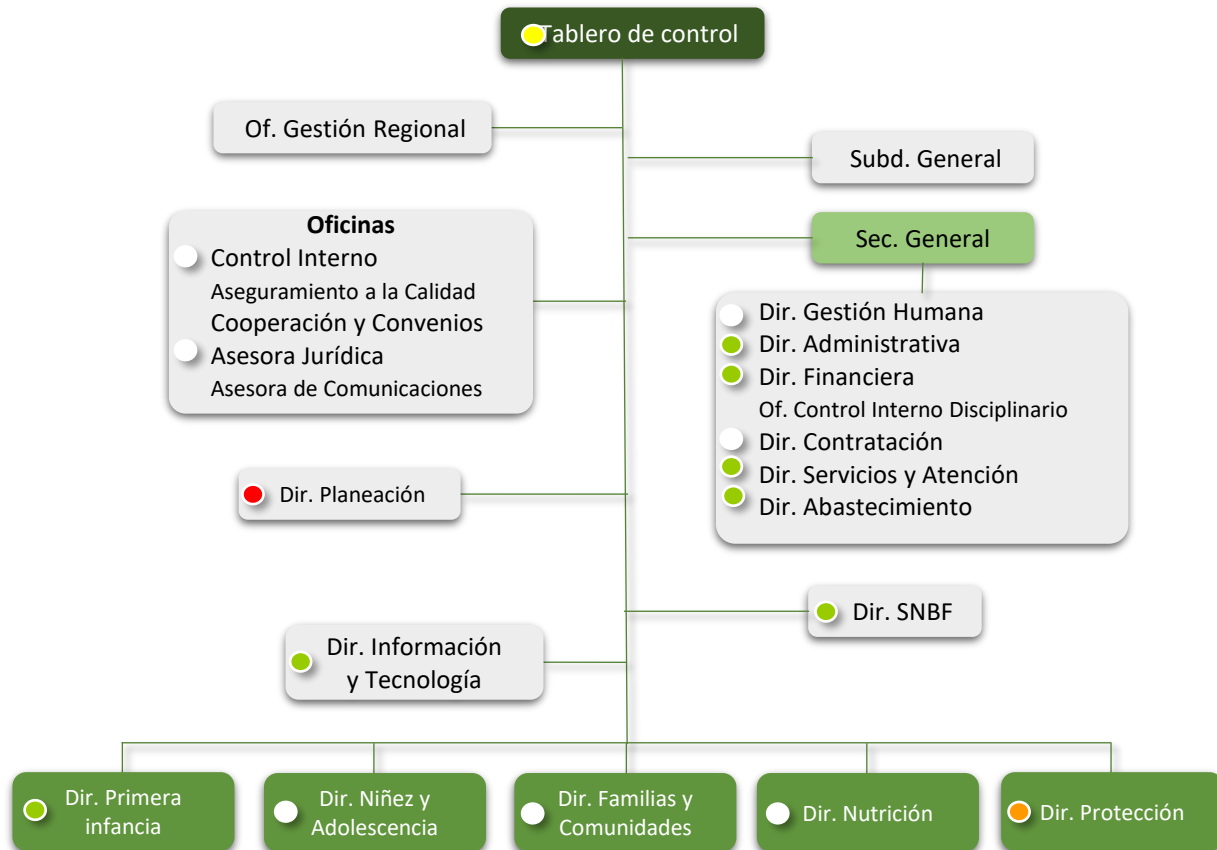 Tablero de control
Of. Gestión Regional
Subd. General
Oficinas
Control Interno
Aseguramiento a la Calidad
Cooperación y Convenios
Asesora Jurídica
Asesora de Comunicaciones
Sec. General
Dir. Gestión Humana
Dir. Administrativa
Dir. Financiera
Of. Control Interno Disciplinario
Dir. Contratación
Dir. Servicios y Atención
Dir. Abastecimiento
Dir. Planeación
Dir. SNBF
Dir. Información
y Tecnología
Dir. Primera
infancia
Dir. Niñez y
Adolescencia
Dir. Familias y
Comunidades
Dir. Nutrición
Dir. Protección